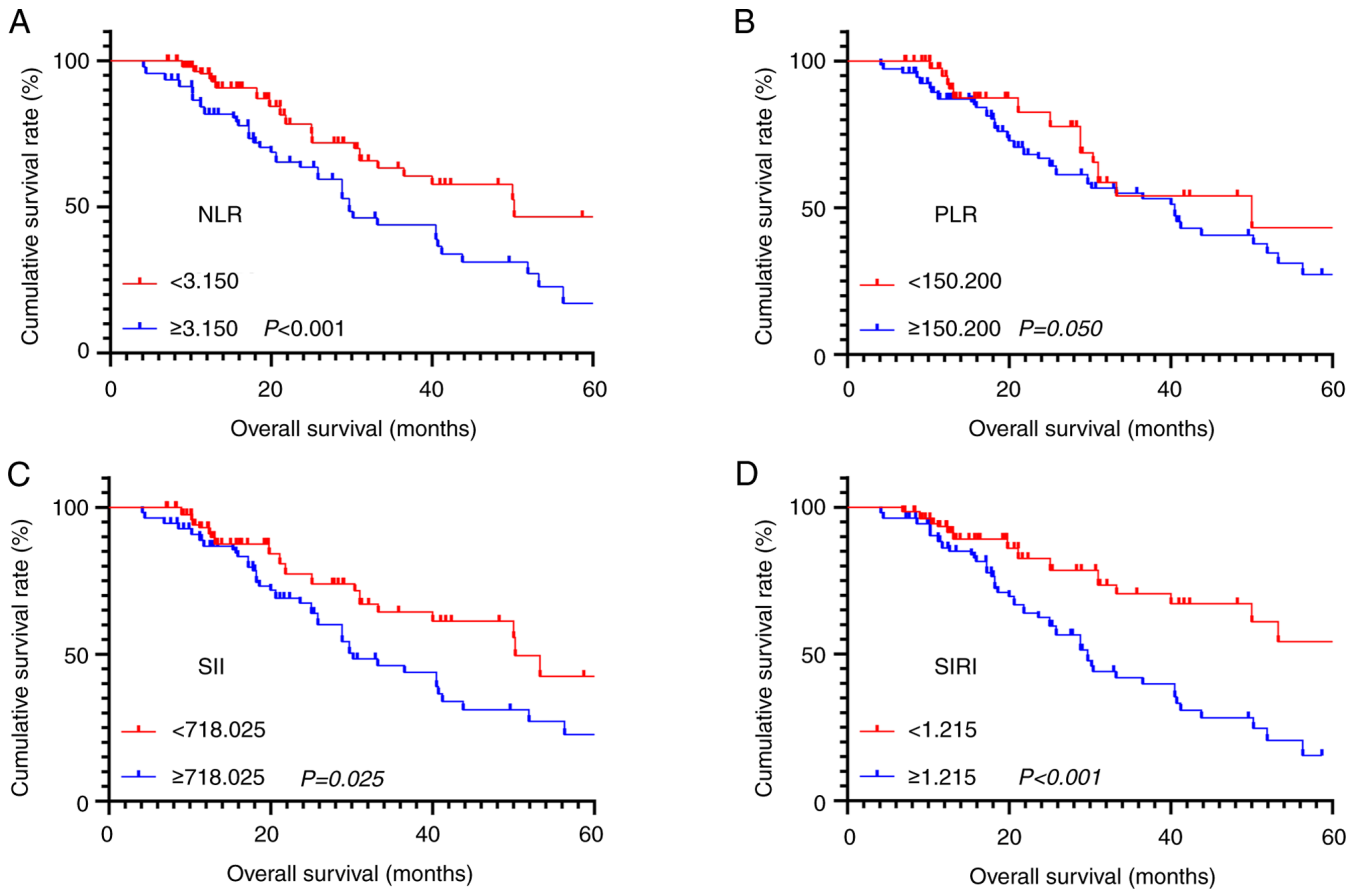 A
Cumulative survival rate (%)
100
50
0
NLR
<3.150
≥3.150 P<0.001
0 20 40 60
Overall survival (months)
B
Cumulative survival rate (%)
100
50
0
PLR
<150.200
≥150.200 P=0.050
0 20 40 60
Overall survival (months)
C
Cumulative survival rate (%)
100
50
0
SII
<718.025
≥718.025 P=0.025
0 20 40 60
Overall survival (months)
D
Cumulative survival rate (%)
100
50
0
SIRI
<1.215
≥1.215 P<0.001
0 20 40 60
Overall survival (months)